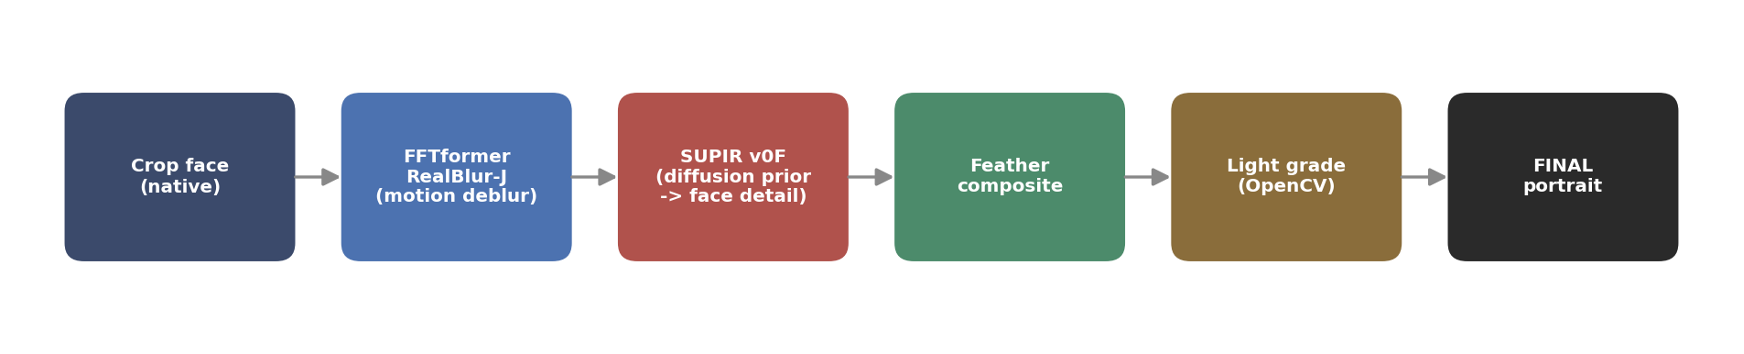 Crop face
(native)
FFTformer
RealBlur-J
(motion deblur)
SUPIR v0F
(diffusion prior
-> face detail)
Feather
composite
Light grade
(OpenCV)
FINAL
portrait